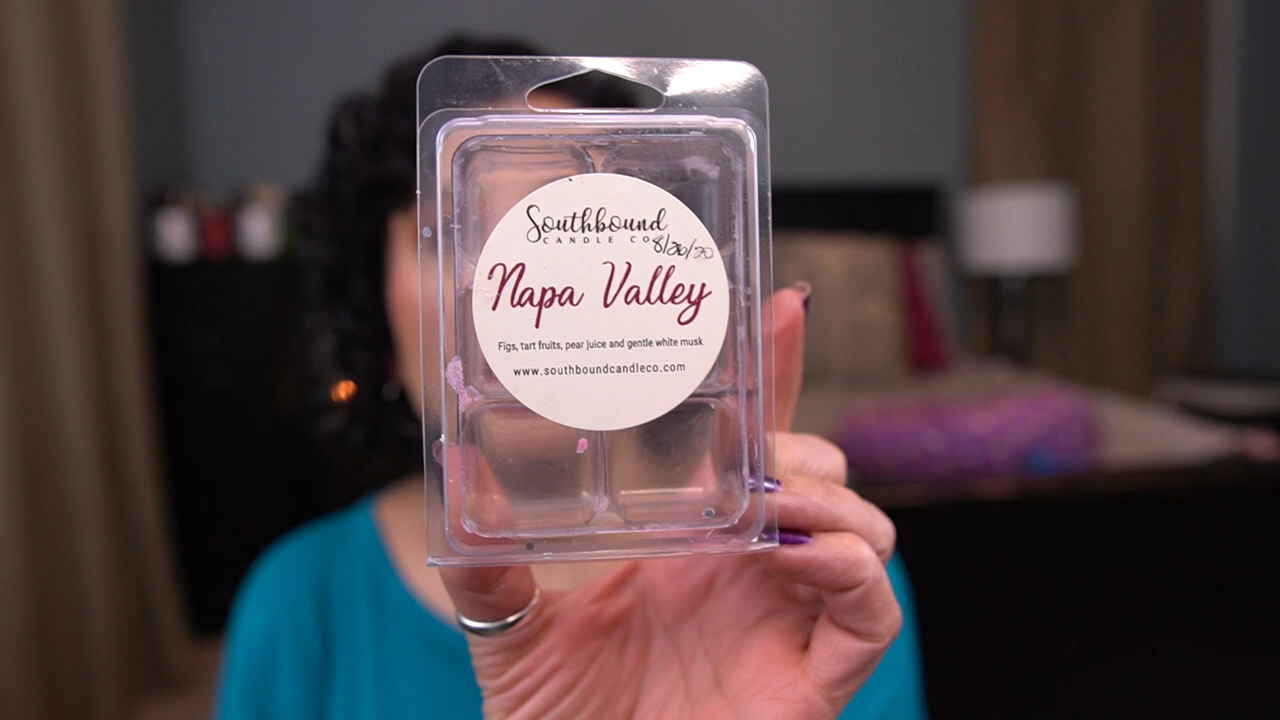 Southbound
CANDLE CO
8/20/20
Napa Valley
Figs, tart fruits, pear juice and gentle white musk
www.southboundcandleco.com